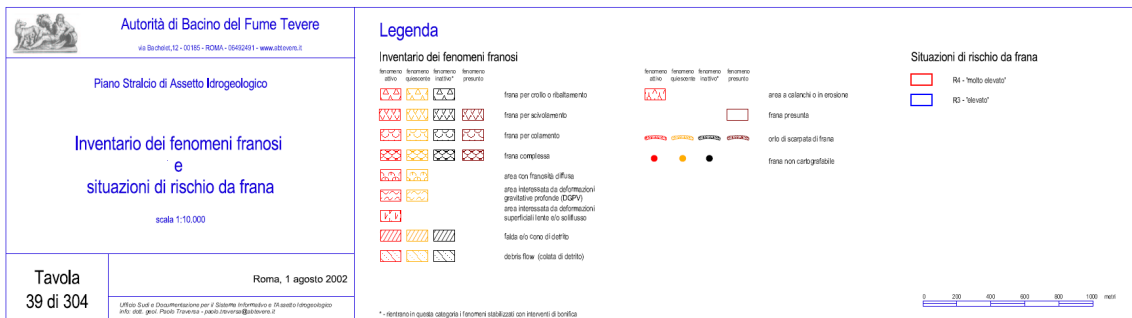 Autorità di Bacino del Fume Tevere
via Bachelet,12 - 00185 - ROMA - 06492491 - www.abtevere.it
Piano Stralcio di Assetto Idrogeologico
Inventario dei fenomeni franosi
e
situazioni di rischio da frana
scala 1:10.000
Tavola
39 di 304
Roma, 1 agosto 2002
Ufficio Sudi e Documentazione per il Sistema Informativo e l'Assetto Idrogeologico
info: dott. geol. Paolo Traversa - paolo.traversa@abtevere.it
Legenda
Inventario dei fenomeni franosi
fenomeno attivo
fenomeno quiescente
fenomeno inattivo*
fenomeno presunto
frana per crollo o ribaltamento
frana per scivolamento
frana per colamento
frana complessa
area con franosità diffusa
area interessata da deformazioni
gravitative profonde (DGPV)
area interessata da deformazioni
superficiali lente e/o soliflusso
falda e/o cono di detrito
debris flow (colata di detrito)
* - rientrano in questa categoria i fenomeni stabilizzati con interventi di bonifica
fenomeno attivo
fenomeno quiescente
fenomeno inattivo*
fenomeno presunto
area a calanchi o in erosione
frana presunta
orlo di scarpata di frana
frana non cartografabile
Situazioni di rischio da frana
R4 - "molto elevato"
R3 - "elevato"
0 200 400 600 800 1000 metri